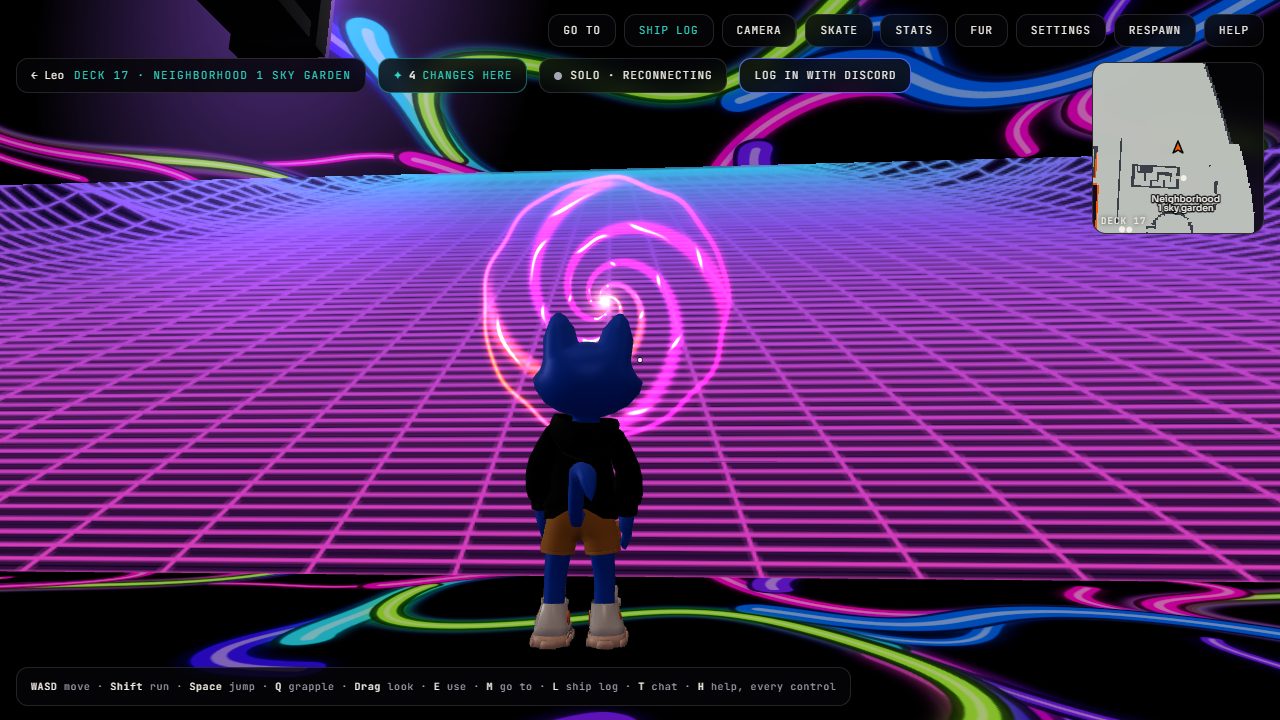 GO TO
SHIP LOG
CAMERA
SKATE
STATS
FUR
SETTINGS
RESPAWN
HELP
← Leo DECK 17 · NEIGHBORHOOD 1 SKY GARDEN
✦ 4 CHANGES HERE
SOLO · RECONNECTING
LOG IN WITH DISCORD
Neighborhood
1 sky garden
DECK 17
WASD move · Shift run · Space jump · Q grapple · Drag look · E use · M go to · L ship log · T chat · H help, every control